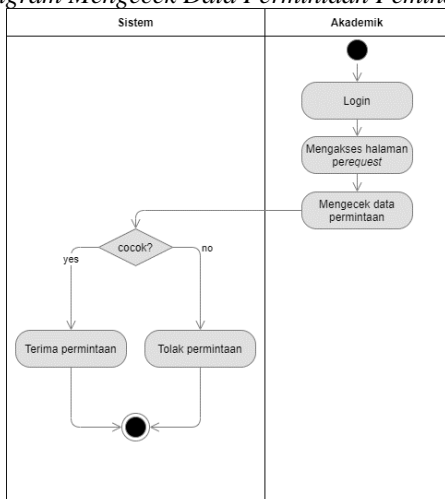 Diagram Mengecek Data Permintaan Pemin
Sistem
Akademik
Login
Mengakses halaman
perequest
Mengecek data
permintaan
cocok?
yes
no
Terima permintaan
Tolak permintaan